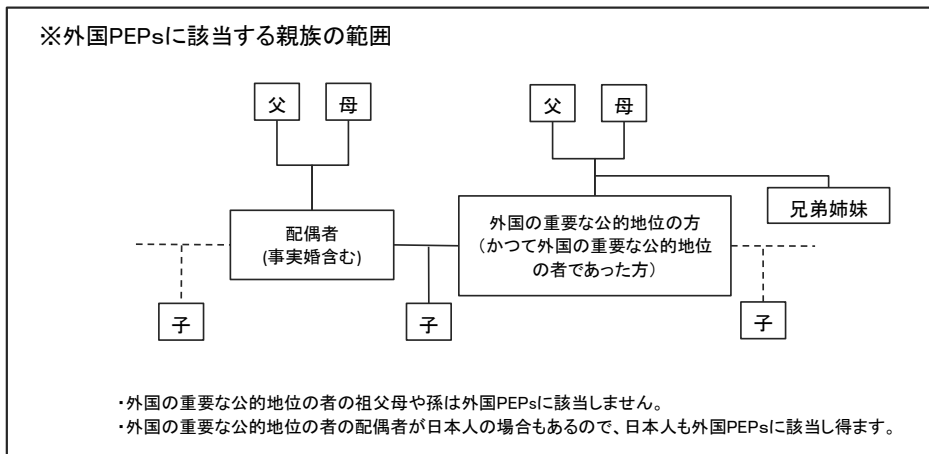 ※外国PEPsに該当する親族の範囲
父
母
父
母
兄弟姉妹
配偶者
(事実婚含む)
外国の重要な公的地位の方
（かつて外国の重要な公的地位
の者であった方）
子
子
子
・外国の重要な公的地位の者の祖父母や孫は外国PEPsに該当しません。
・外国の重要な公的地位の者の配偶者が日本人の場合もあるので、日本人も外国PEPsに該当し得ます。